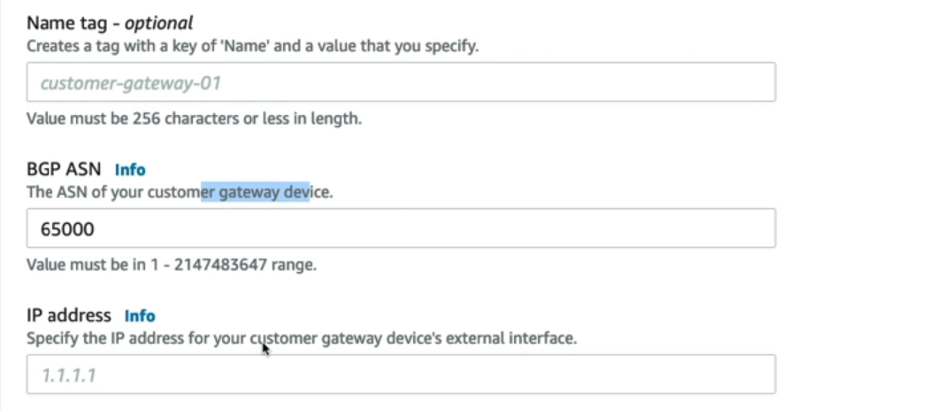 Name tag - optional
Creates a tag with a key of 'Name' and a value that you specify.
customer-gateway-01
Value must be 256 characters or less in length.
BGP ASN Info
The ASN of your customer gateway device.
65000
Value must be in 1 - 2147483647 range.
IP address Info
Specify the IP address for your customer gateway device's external interface.
1.1.1.1